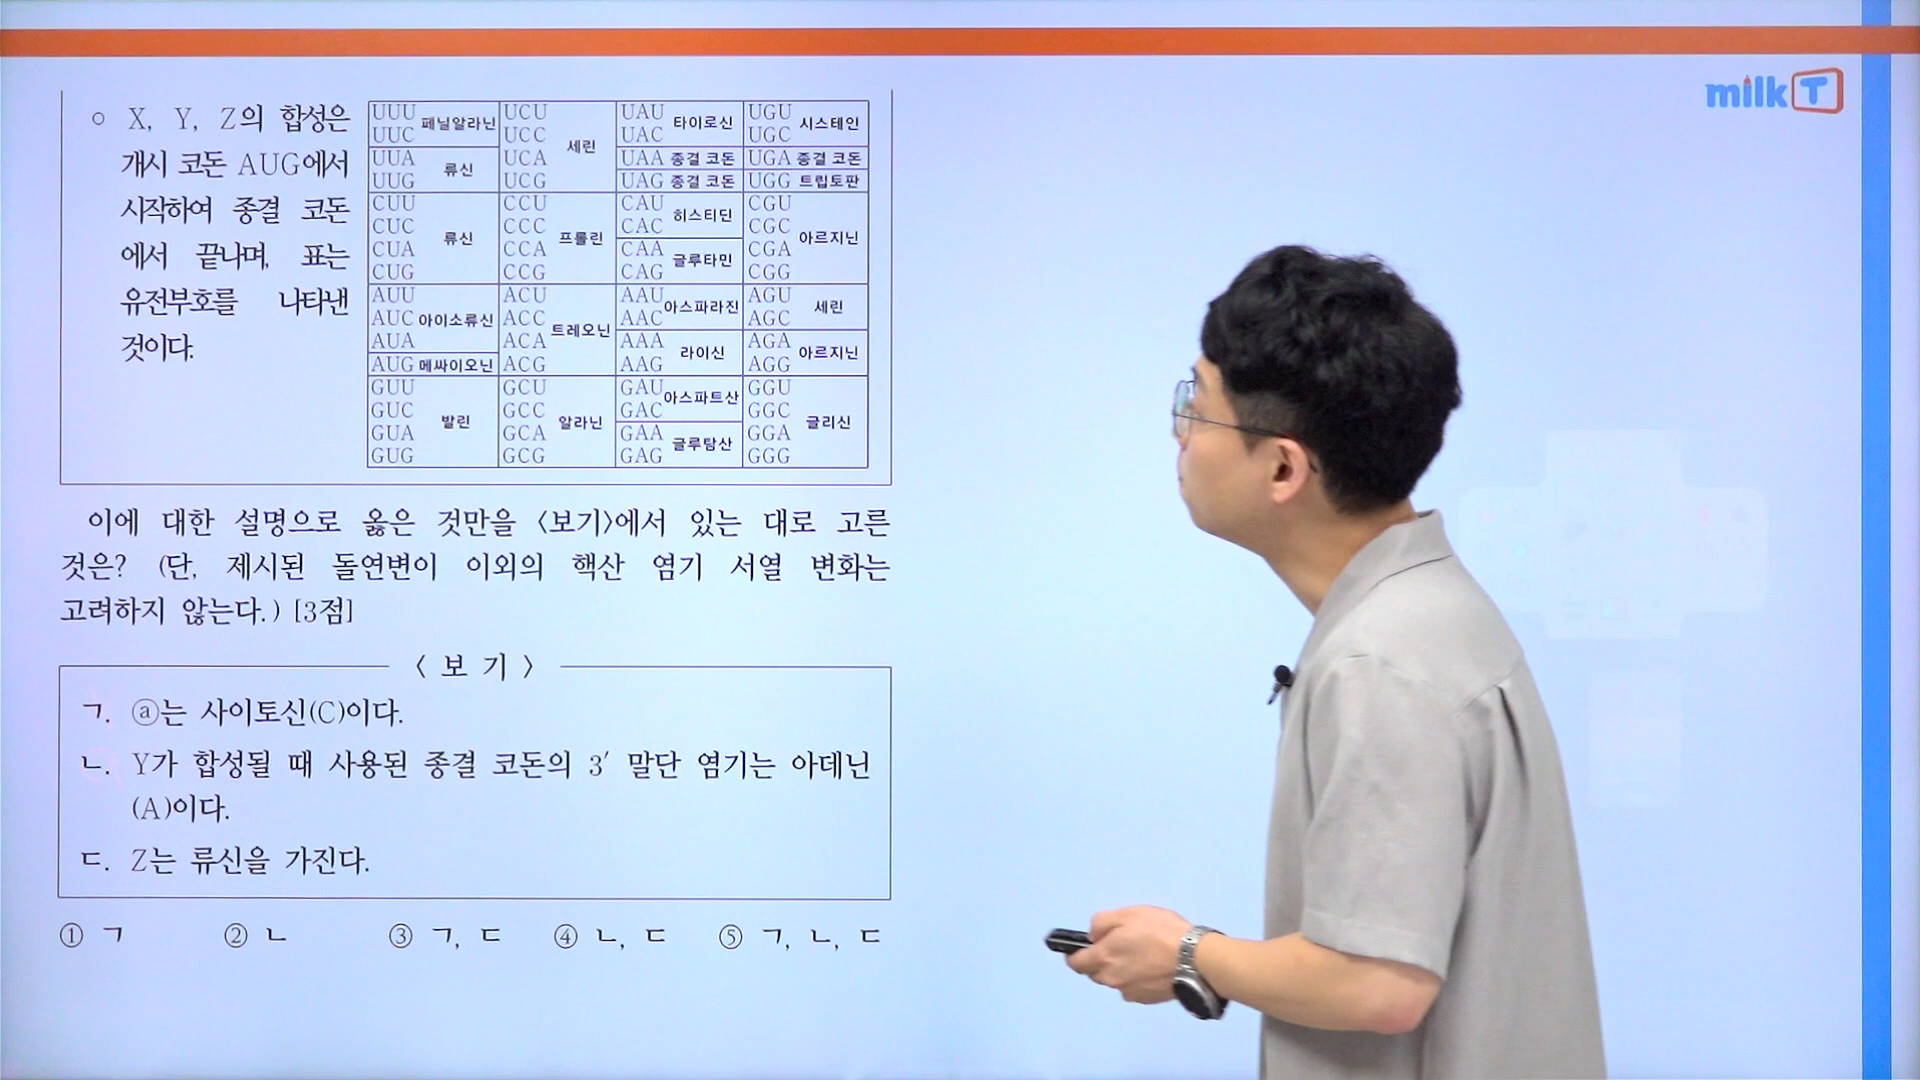 milk T
○ X, Y, Z의 합성은
개시 코돈 AUG에서
시작하여 종결 코돈
에서 끝나며, 표는
유전부호를 나타낸
것이다.
UUU 페닐알라닌 UCU 세린 UAU 타이로신 UGU 시스테인
UUC UCC UAC UGC
UUA 류신 UCA UAA 종결 코돈 UGA 종결 코돈
UUG UCG UAG 종결 코돈 UGG 트립토판
CUU 류신 CCU 프롤린 CAU 히스티딘 CGU 아르지닌
CUC CCC CAC CGC
CUA CCA CAA 글루타민 CGA
CUG CCG CAG CGG
AUU 아이소류신 ACU 트레오닌 AAU 아스파라진 AGU 세린
AUC ACC AAC AGC
AUA ACA AAA 라이신 AGA 아르지닌
AUG 메싸이오닌 ACG AAG AGG
GUU 발린 GCU 알라닌 GAU 아스파트산 GGU 글리신
GUC GCC GAC GGC
GUA GCA GAA 글루탐산 GGA
GUG GCG GAG GGG
이에 대한 설명으로 옳은 것만을 〈보기〉에서 있는 대로 고른
것은? (단, 제시된 돌연변이 이외의 핵산 염기 서열 변화는
고려하지 않는다.) [3점]
〈 보 기 〉
ㄱ. ⓐ는 사이토신(C)이다.
ㄴ. Y가 합성될 때 사용된 종결 코돈의 3′ 말단 염기는 아데닌
(A)이다.
ㄷ. Z는 류신을 가진다.
① ㄱ ② ㄴ ③ ㄱ, ㄷ ④ ㄴ, ㄷ ⑤ ㄱ, ㄴ, ㄷ